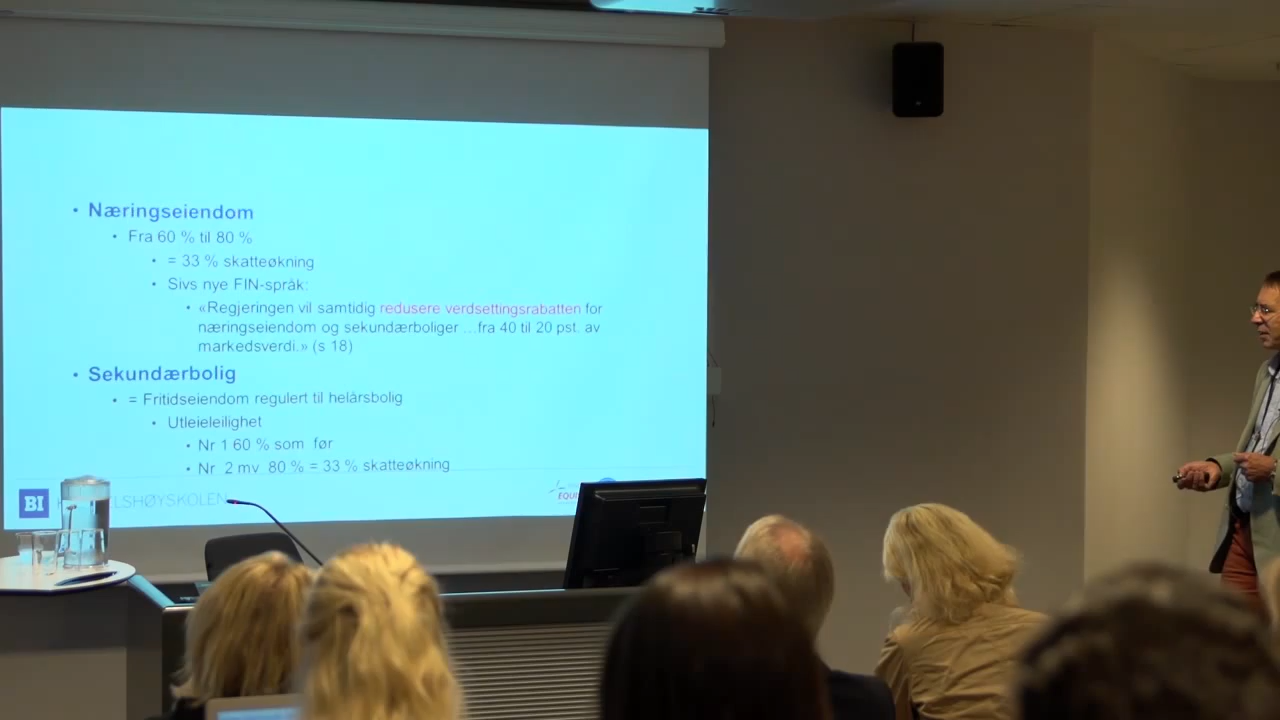 • Næringseiendom
• Fra 60 % til 80 %
• = 33 % skatteøkning
• Sivs nye FIN-språk:
• «Regjeringen vil samtidig redusere verdsettingsrabatten for
næringseiendom og sekundærboliger ...fra 40 til 20 pst. av
markedsverdi.» (s 18)
• Sekundærbolig
• = Fritidseiendom regulert til helårsbolig
• Utleieleilighet
• Nr 1 60 % som før
• Nr 2 mv 80 % = 33 % skatteøkning
BI